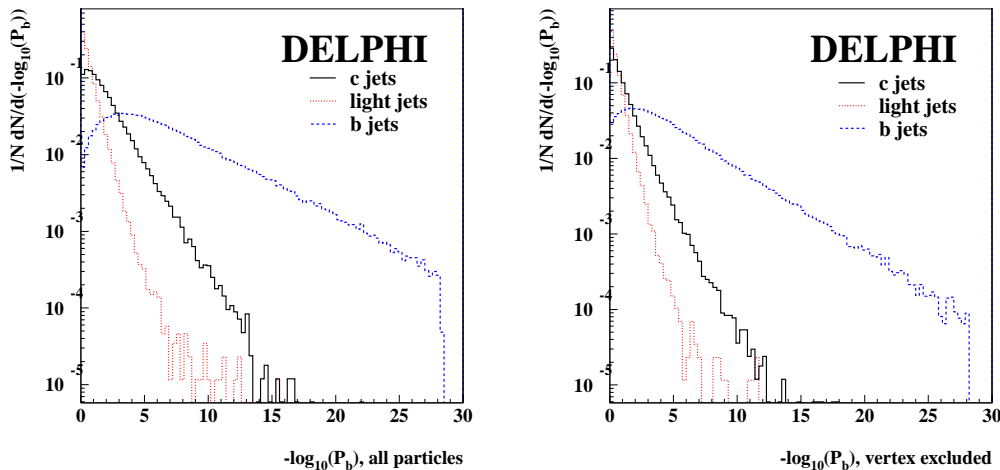 1/N dN/d(-log10(Pb))
DELPHI
c jets
light jets
b jets
10 -1
10 -2
10 -3
10 -4
10 -5
0 5 10 15 20 25 30
-log10(Pb), all particles
1/N dN/d(-log10(Pb))
DELPHI
c jets
light jets
b jets
10 -1
10 -2
10 -3
10 -4
10 -5
0 5 10 15 20 25 30
-log10(Pb), vertex excluded